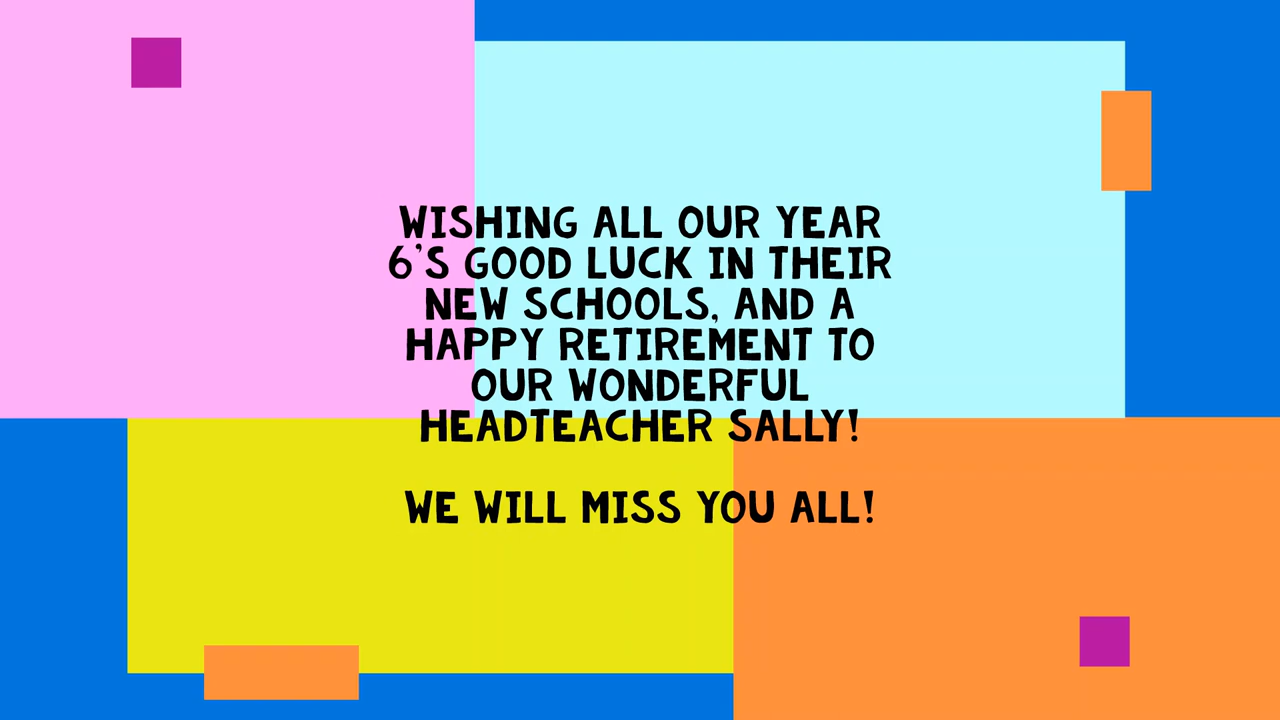 WISHING ALL OUR YEAR
6'S GOOD LUCK IN THEIR
NEW SCHOOLS, AND A
HAPPY RETIREMENT TO
OUR WONDERFUL
HEADTEACHER SALLY!
WE WILL MISS YOU ALL!